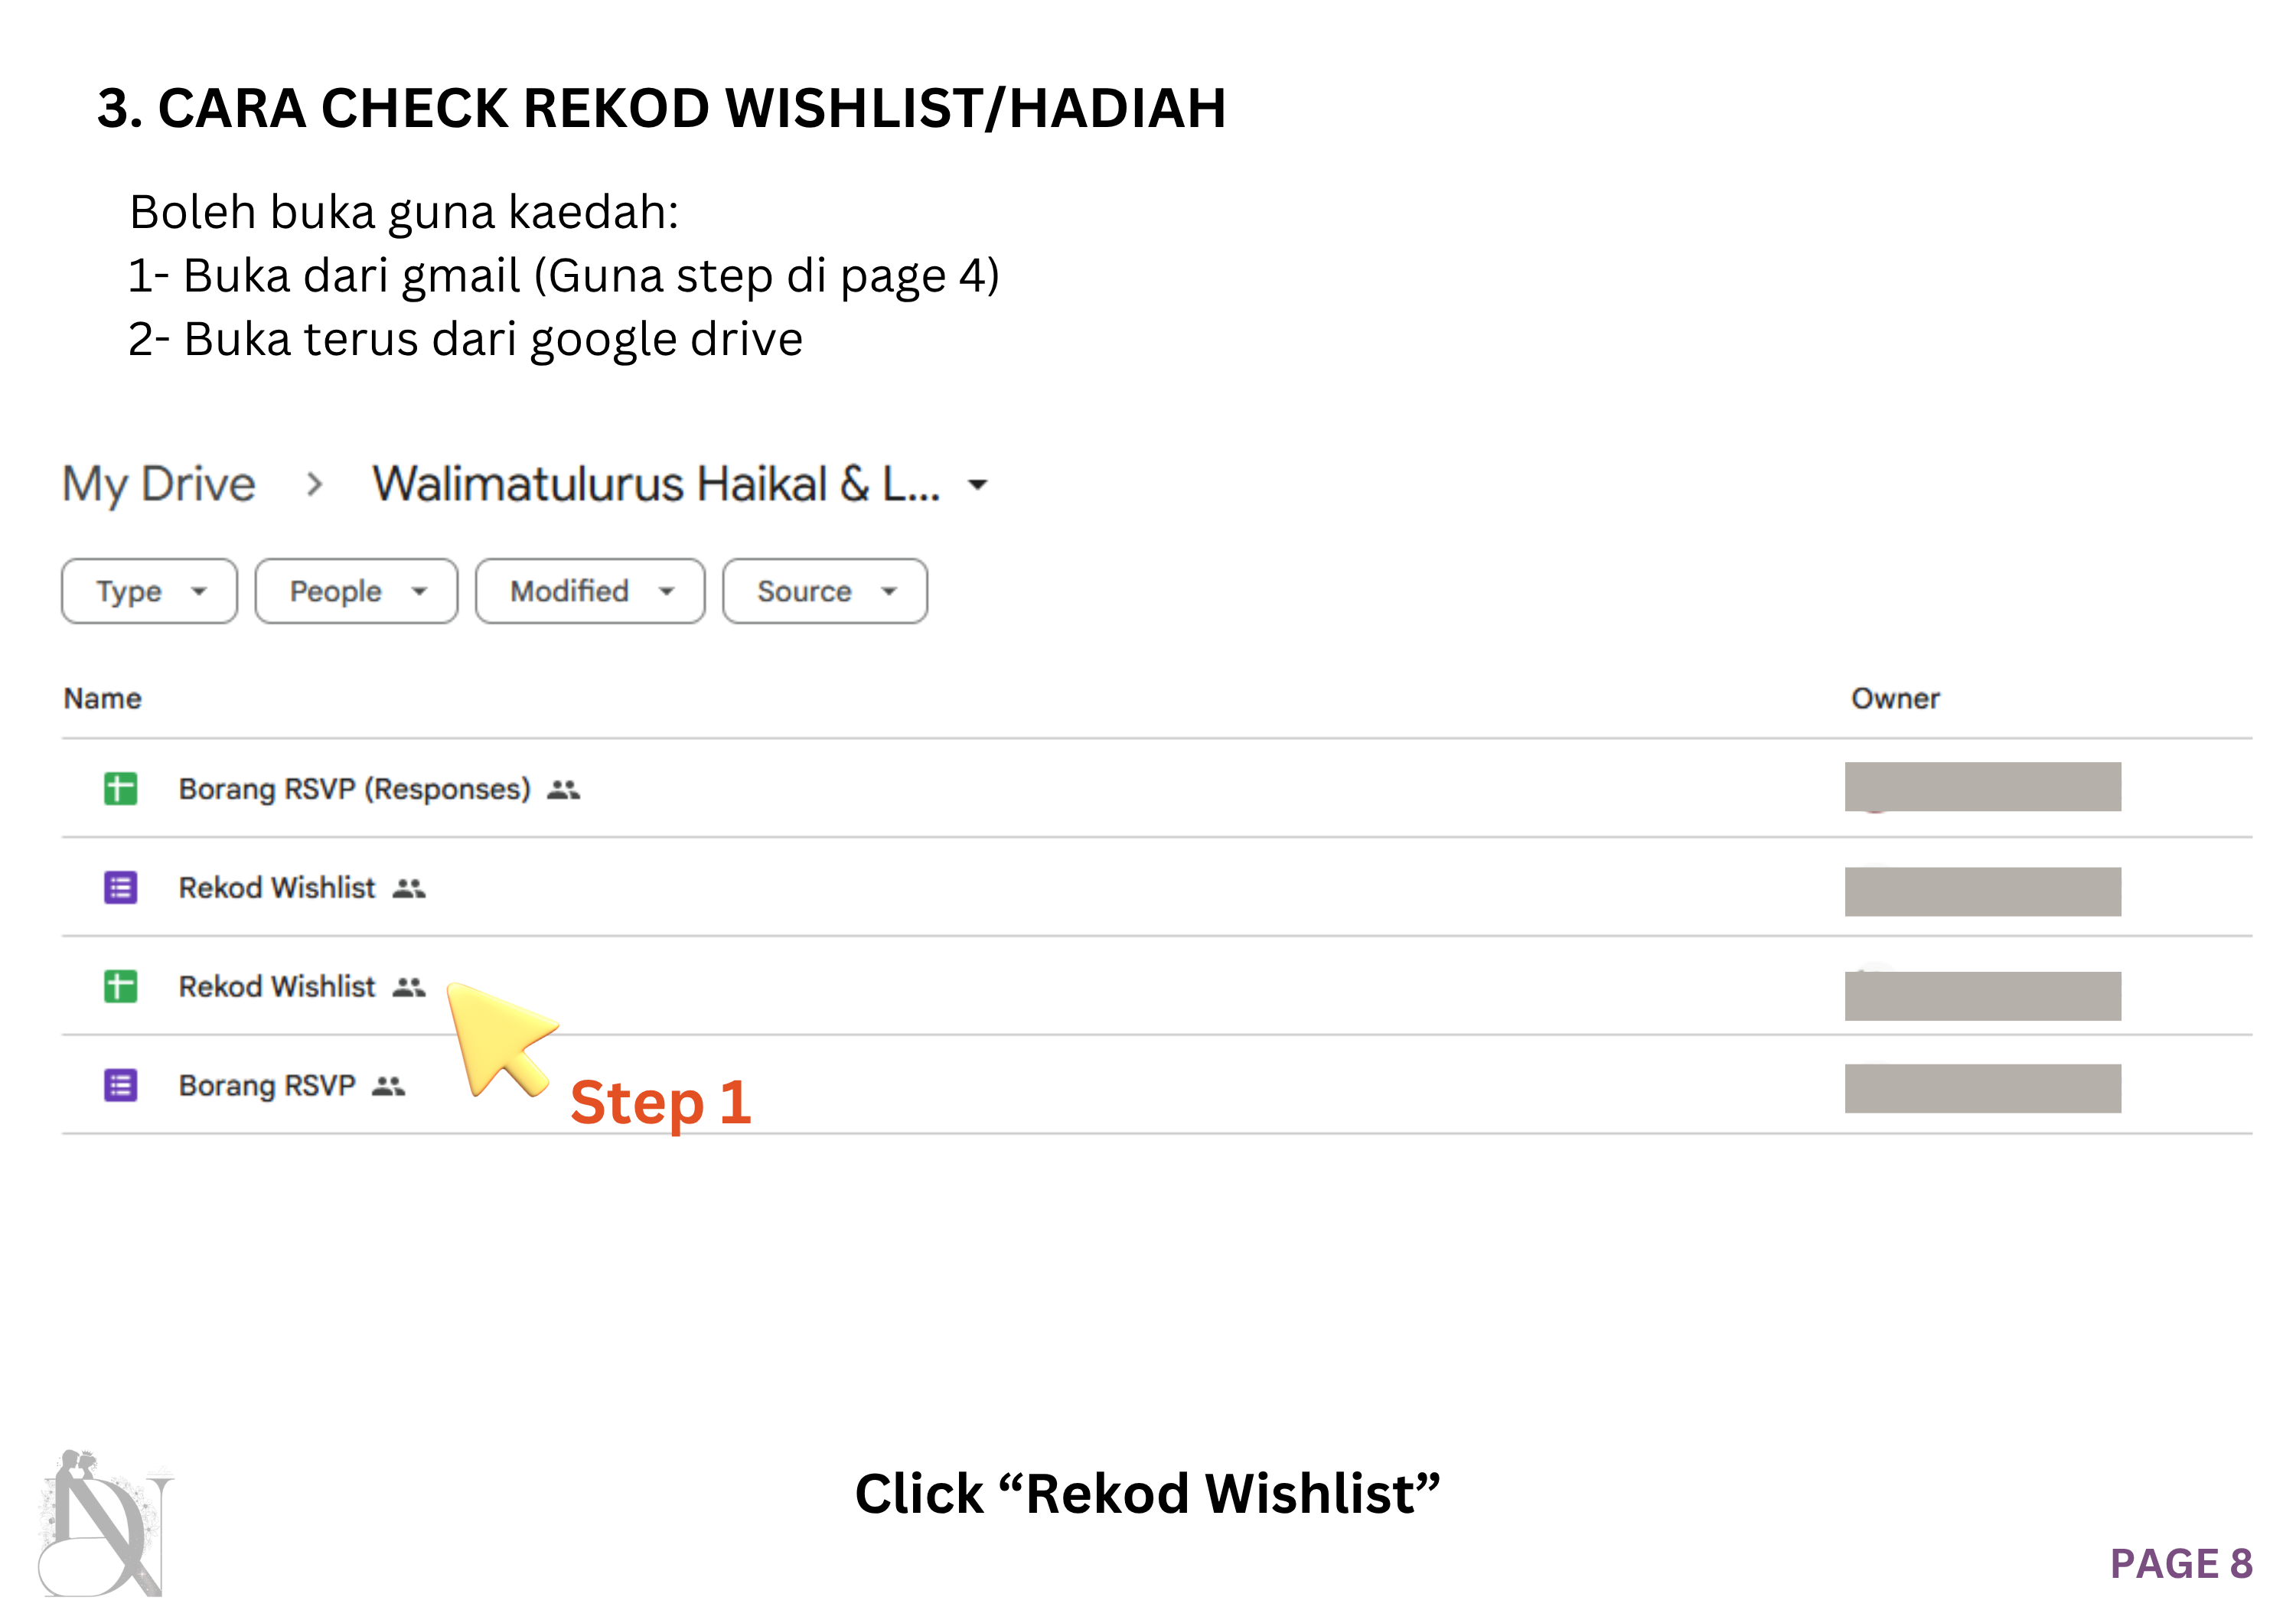 3. CARA CHECK REKOD WISHLIST/HADIAH
Boleh buka guna kaedah:
1- Buka dari gmail (Guna step di page 4)
2- Buka terus dari google drive
My Drive > Walimatulurus Haikal & L...
Type People Modified Source
Name Owner
Borang RSVP (Responses)
Rekod Wishlist
Rekod Wishlist
Borang RSVP
Step 1
Click “Rekod Wishlist”
PAGE 8